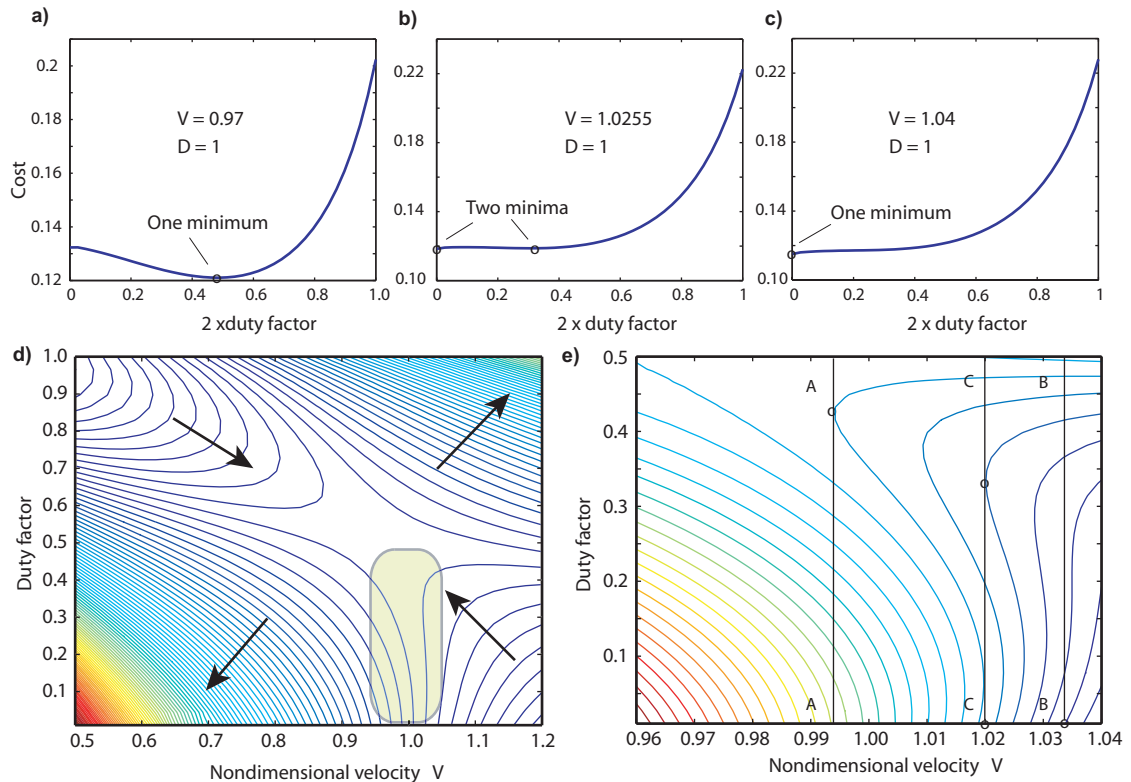 a)
0.2
0.18
0.16
0.14
0.13
0.12
Cost
V = 0.97
D = 1
One minimum
0 0.2 0.4 0.6 0.8 1.0
2 xduty factor
b)
0.22
0.18
0.14
0.10
V = 1.0255
D = 1
Two minima
0 0.2 0.4 0.6 0.8 1
2 x duty factor
c)
0.22
0.18
0.14
0.10
V = 1.04
D = 1
One minimum
0 0.2 0.4 0.6 0.8 1
2 x duty factor
d)
1.0
0.9
0.8
0.7
0.6
0.5
0.4
0.3
0.2
0.1
Duty factor
0.5 0.6 0.7 0.8 0.9 1.0 1.1 1.2
Nondimensional velocity V
e)
0.5
0.4
0.3
0.2
0.1
Duty factor
A C B
A C B
0.96 0.97 0.98 0.99 1.00 1.01 1.02 1.03 1.04
Nondimensional velocity V